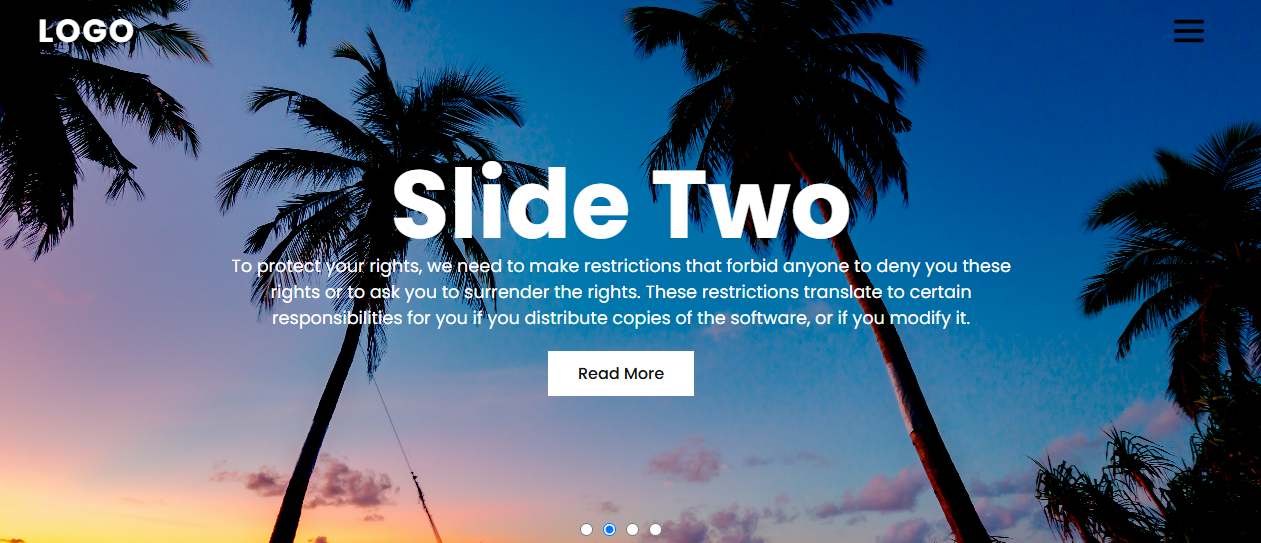 LOGO
Slide Two
To protect your rights, we need to make restrictions that forbid anyone to deny you these
rights or to ask you to surrender the rights. These restrictions translate to certain
responsibilities for you if you distribute copies of the software, or if you modify it.
Read More